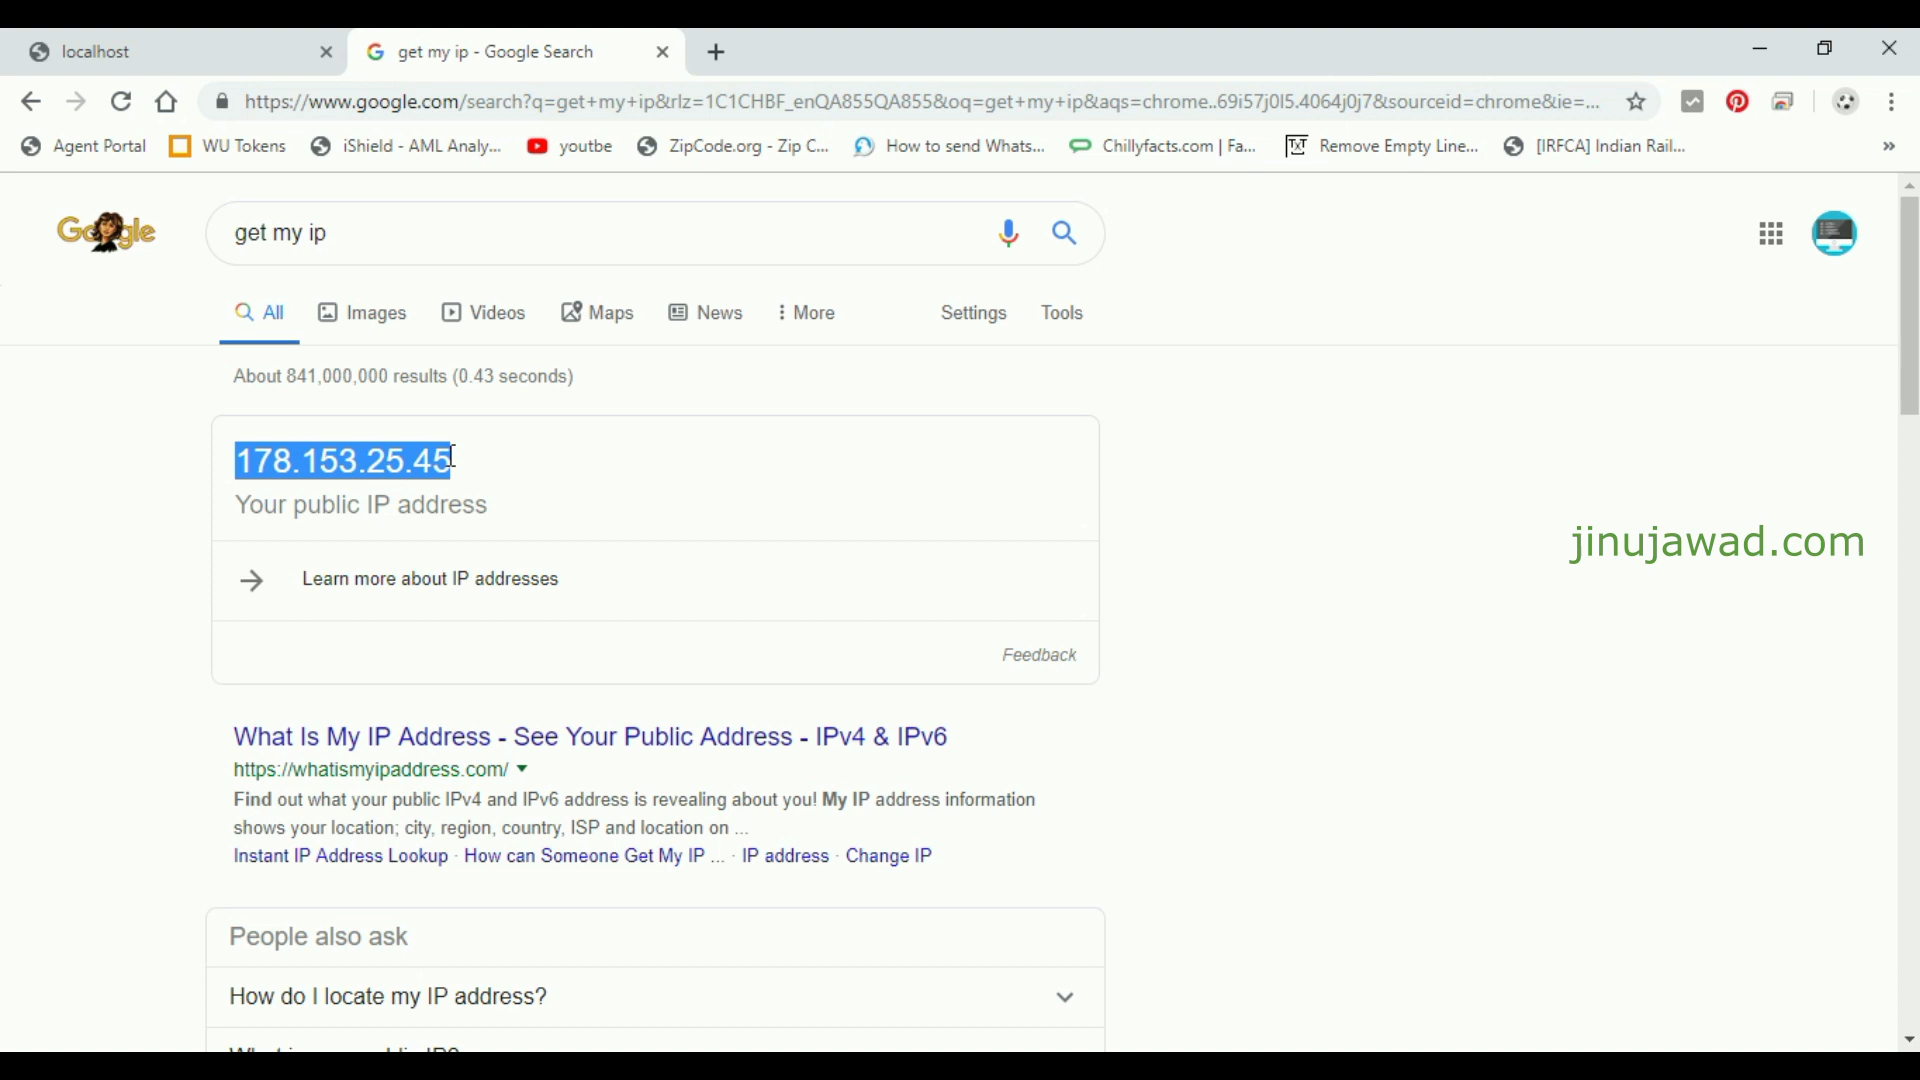 localhost
get my ip - Google Search
https://www.google.com/search?q=get+my+ip&rlz=1C1CHBF_enQA855QA855&oq=get+my+ip&aqs=chrome..69i57j0l5.4064j0j7&sourceid=chrome&ie=...
Agent Portal
WU Tokens
iShield - AML Analy...
youtbe
ZipCode.org - Zip C...
How to send Whats...
Chillyfacts.com | Fa...
Remove Empty Line...
[IRFCA] Indian Rail...
»
Google
get my ip
All
Images
Videos
Maps
News
More
Settings
Tools
About 841,000,000 results (0.43 seconds)
178.153.25.45
Your public IP address
jinujawad.com
Learn more about IP addresses
Feedback
What Is My IP Address - See Your Public Address - IPv4 & IPv6
https://whatismyipaddress.com/
Find out what your public IPv4 and IPv6 address is revealing about you! My IP address information
shows your location; city, region, country, ISP and location on ...
Instant IP Address Lookup · How can Someone Get My IP ... · IP address · Change IP
People also ask
How do I locate my IP address?